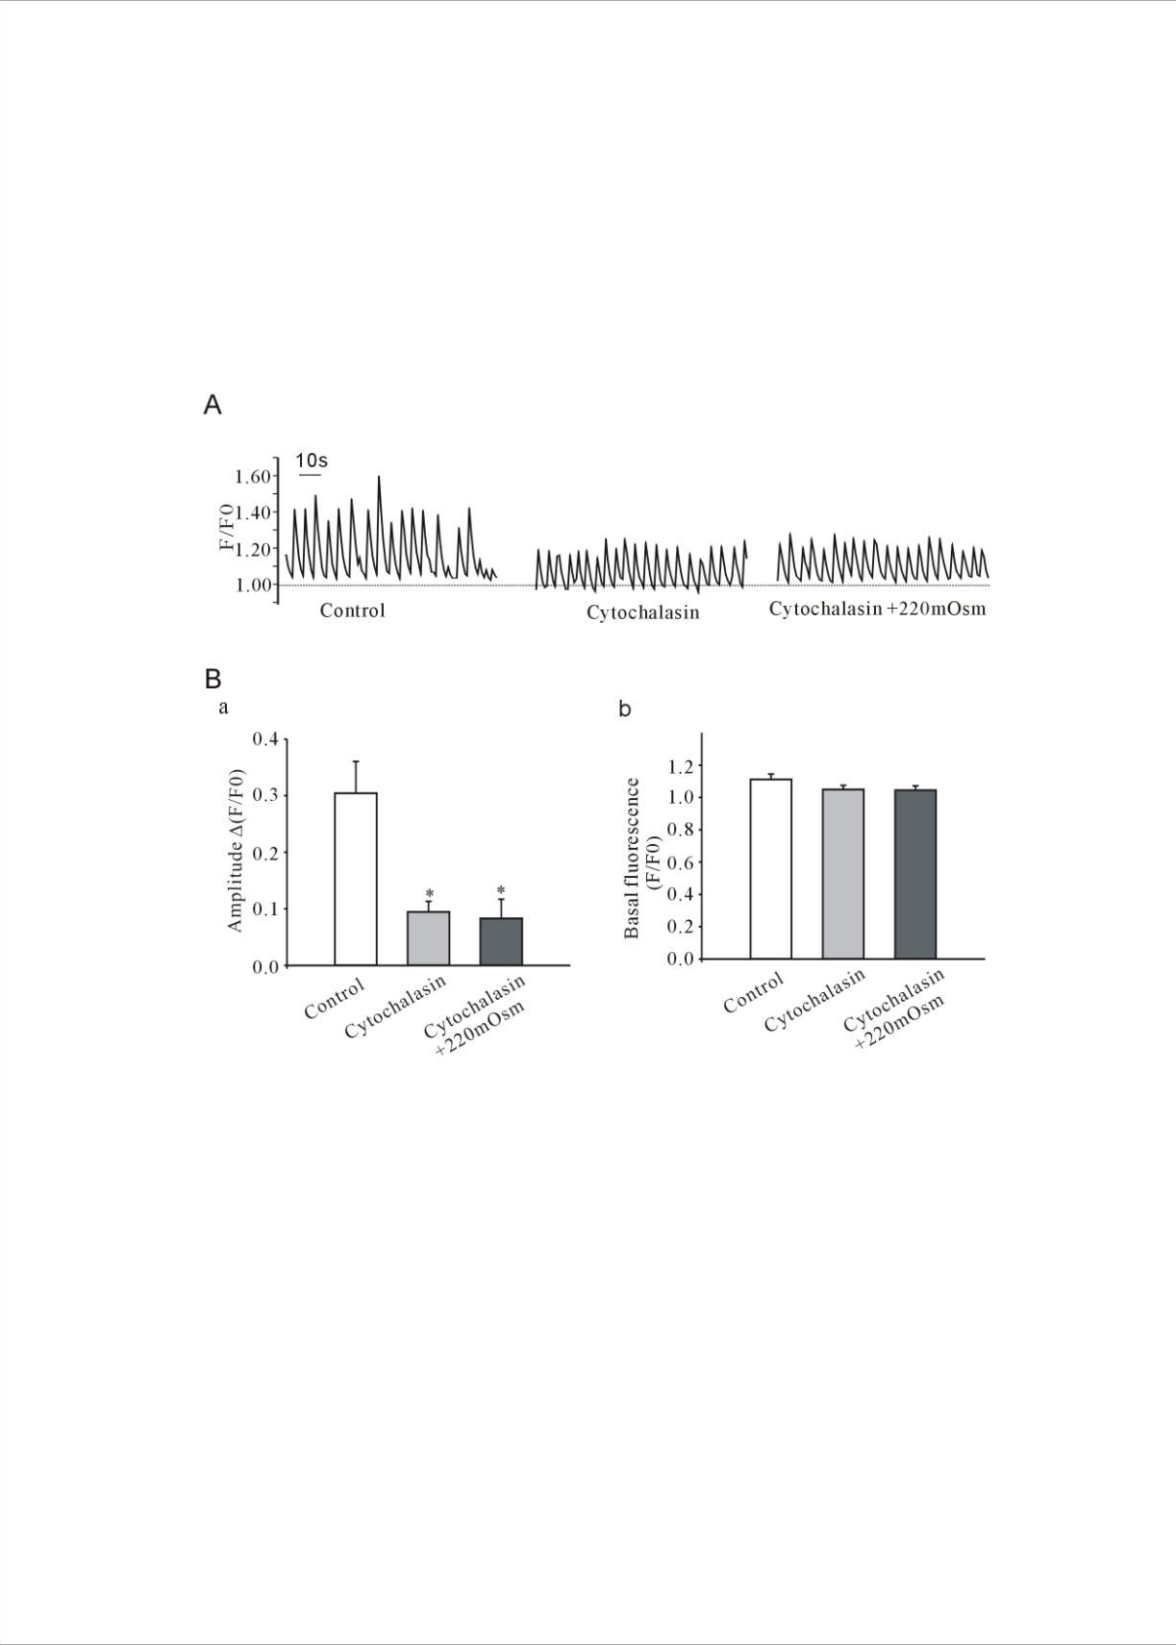 A
10s
1.60
1.40
1.20
1.00
F/F0
Control
Cytochalasin
Cytochalasin +220mOsm
B
a
0.4
0.3
0.2
0.1
0.0
Amplitude Δ(F/F0)
*
*
Control
Cytochalasin
Cytochalasin
+220mOsm
b
1.2
1.0
0.8
0.6
0.4
0.2
0.0
Basal fluorescence
(F/F0)
Control
Cytochalasin
Cytochalasin
+220mOsm